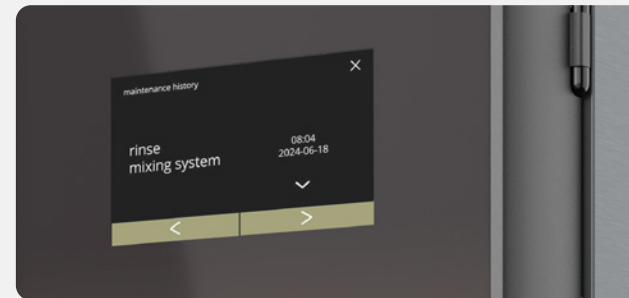 maintenance history
rinse
mixing system
08:04
2024-06-18